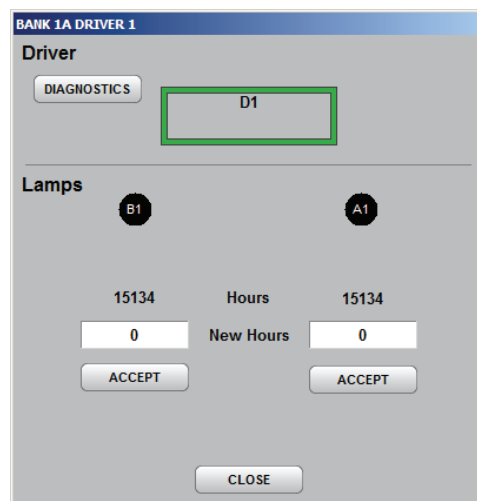 BANK 1A DRIVER 1
Driver
DIAGNOSTICS
D1
Lamps
B1 A1
15134 Hours 15134
0 New Hours 0
ACCEPT ACCEPT
CLOSE